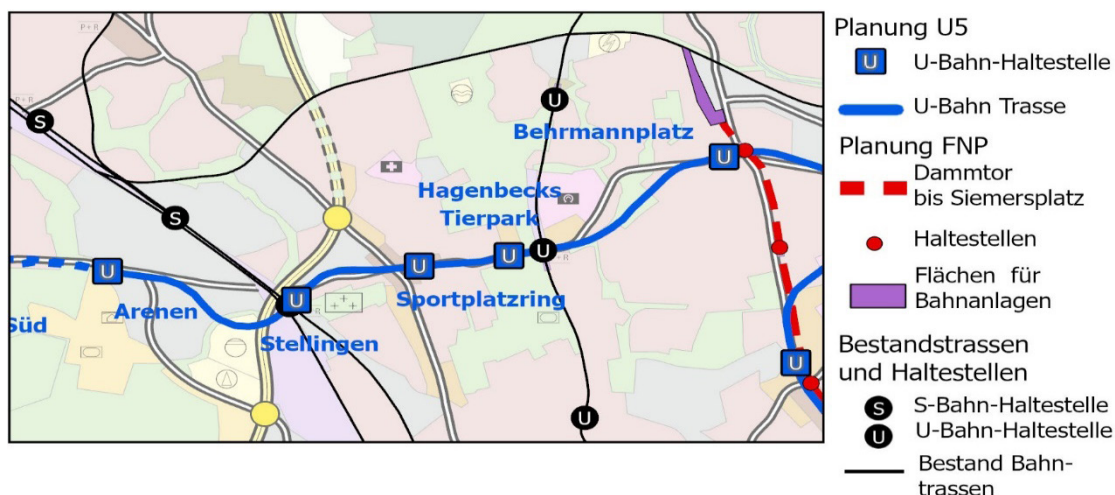 P+R
P+R
S
S
U
Behrmannplatz
U
Hagenbecks
Tierpark
U
U
U
Sportplatzring
U
U
Arenen
Süd
Stellingen
U
U
Planung U5
U U-Bahn-Haltestelle
U-Bahn Trasse
Planung FNP
Dammtor
bis Siemersplatz
Haltestellen
Flächen für
Bahnanlagen
Bestandstrassen
und Haltestellen
S S-Bahn-Haltestelle
U U-Bahn-Haltestelle
Bestand Bahn-
trassen